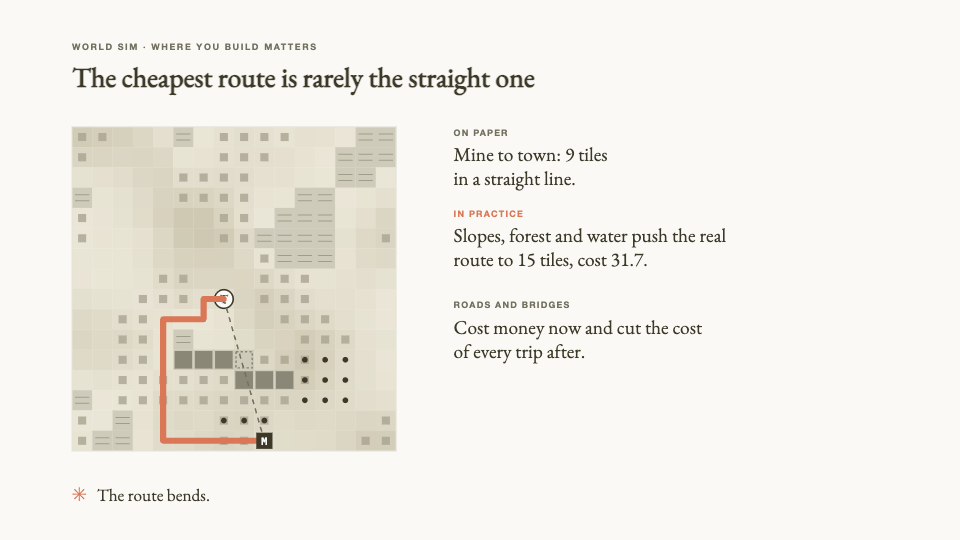 WORLD SIM · WHERE YOU BUILD MATTERS
The cheapest route is rarely the straight one
ON PAPER
Mine to town: 9 tiles
in a straight line.
IN PRACTICE
Slopes, forest and water push the real
route to 15 tiles, cost 31.7.
ROADS AND BRIDGES
Cost money now and cut the cost
of every trip after.
M
The route bends.